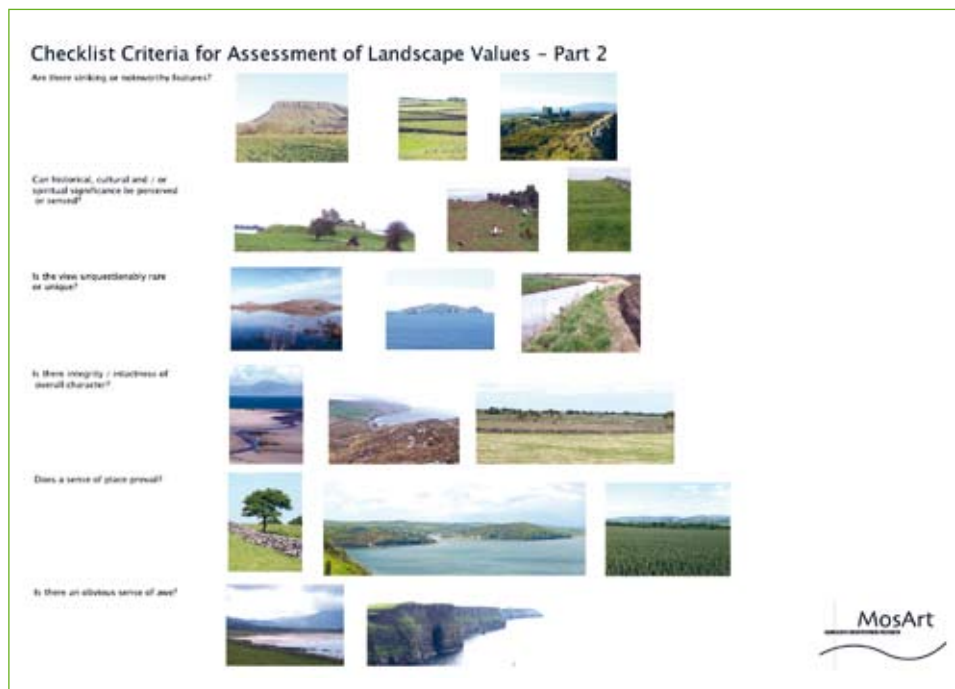 Checklist Criteria for Assessment of Landscape Values – Part 2
Are there striking or noteworthy features?
Can historical, cultural and / or
spiritual significance be perceived
or sensed?
Is the view unquestionably rare
or unique?
Is there integrity / intactness of
overall character?
Does a sense of place prevail?
Is there an obvious sense of awe?
MosArt